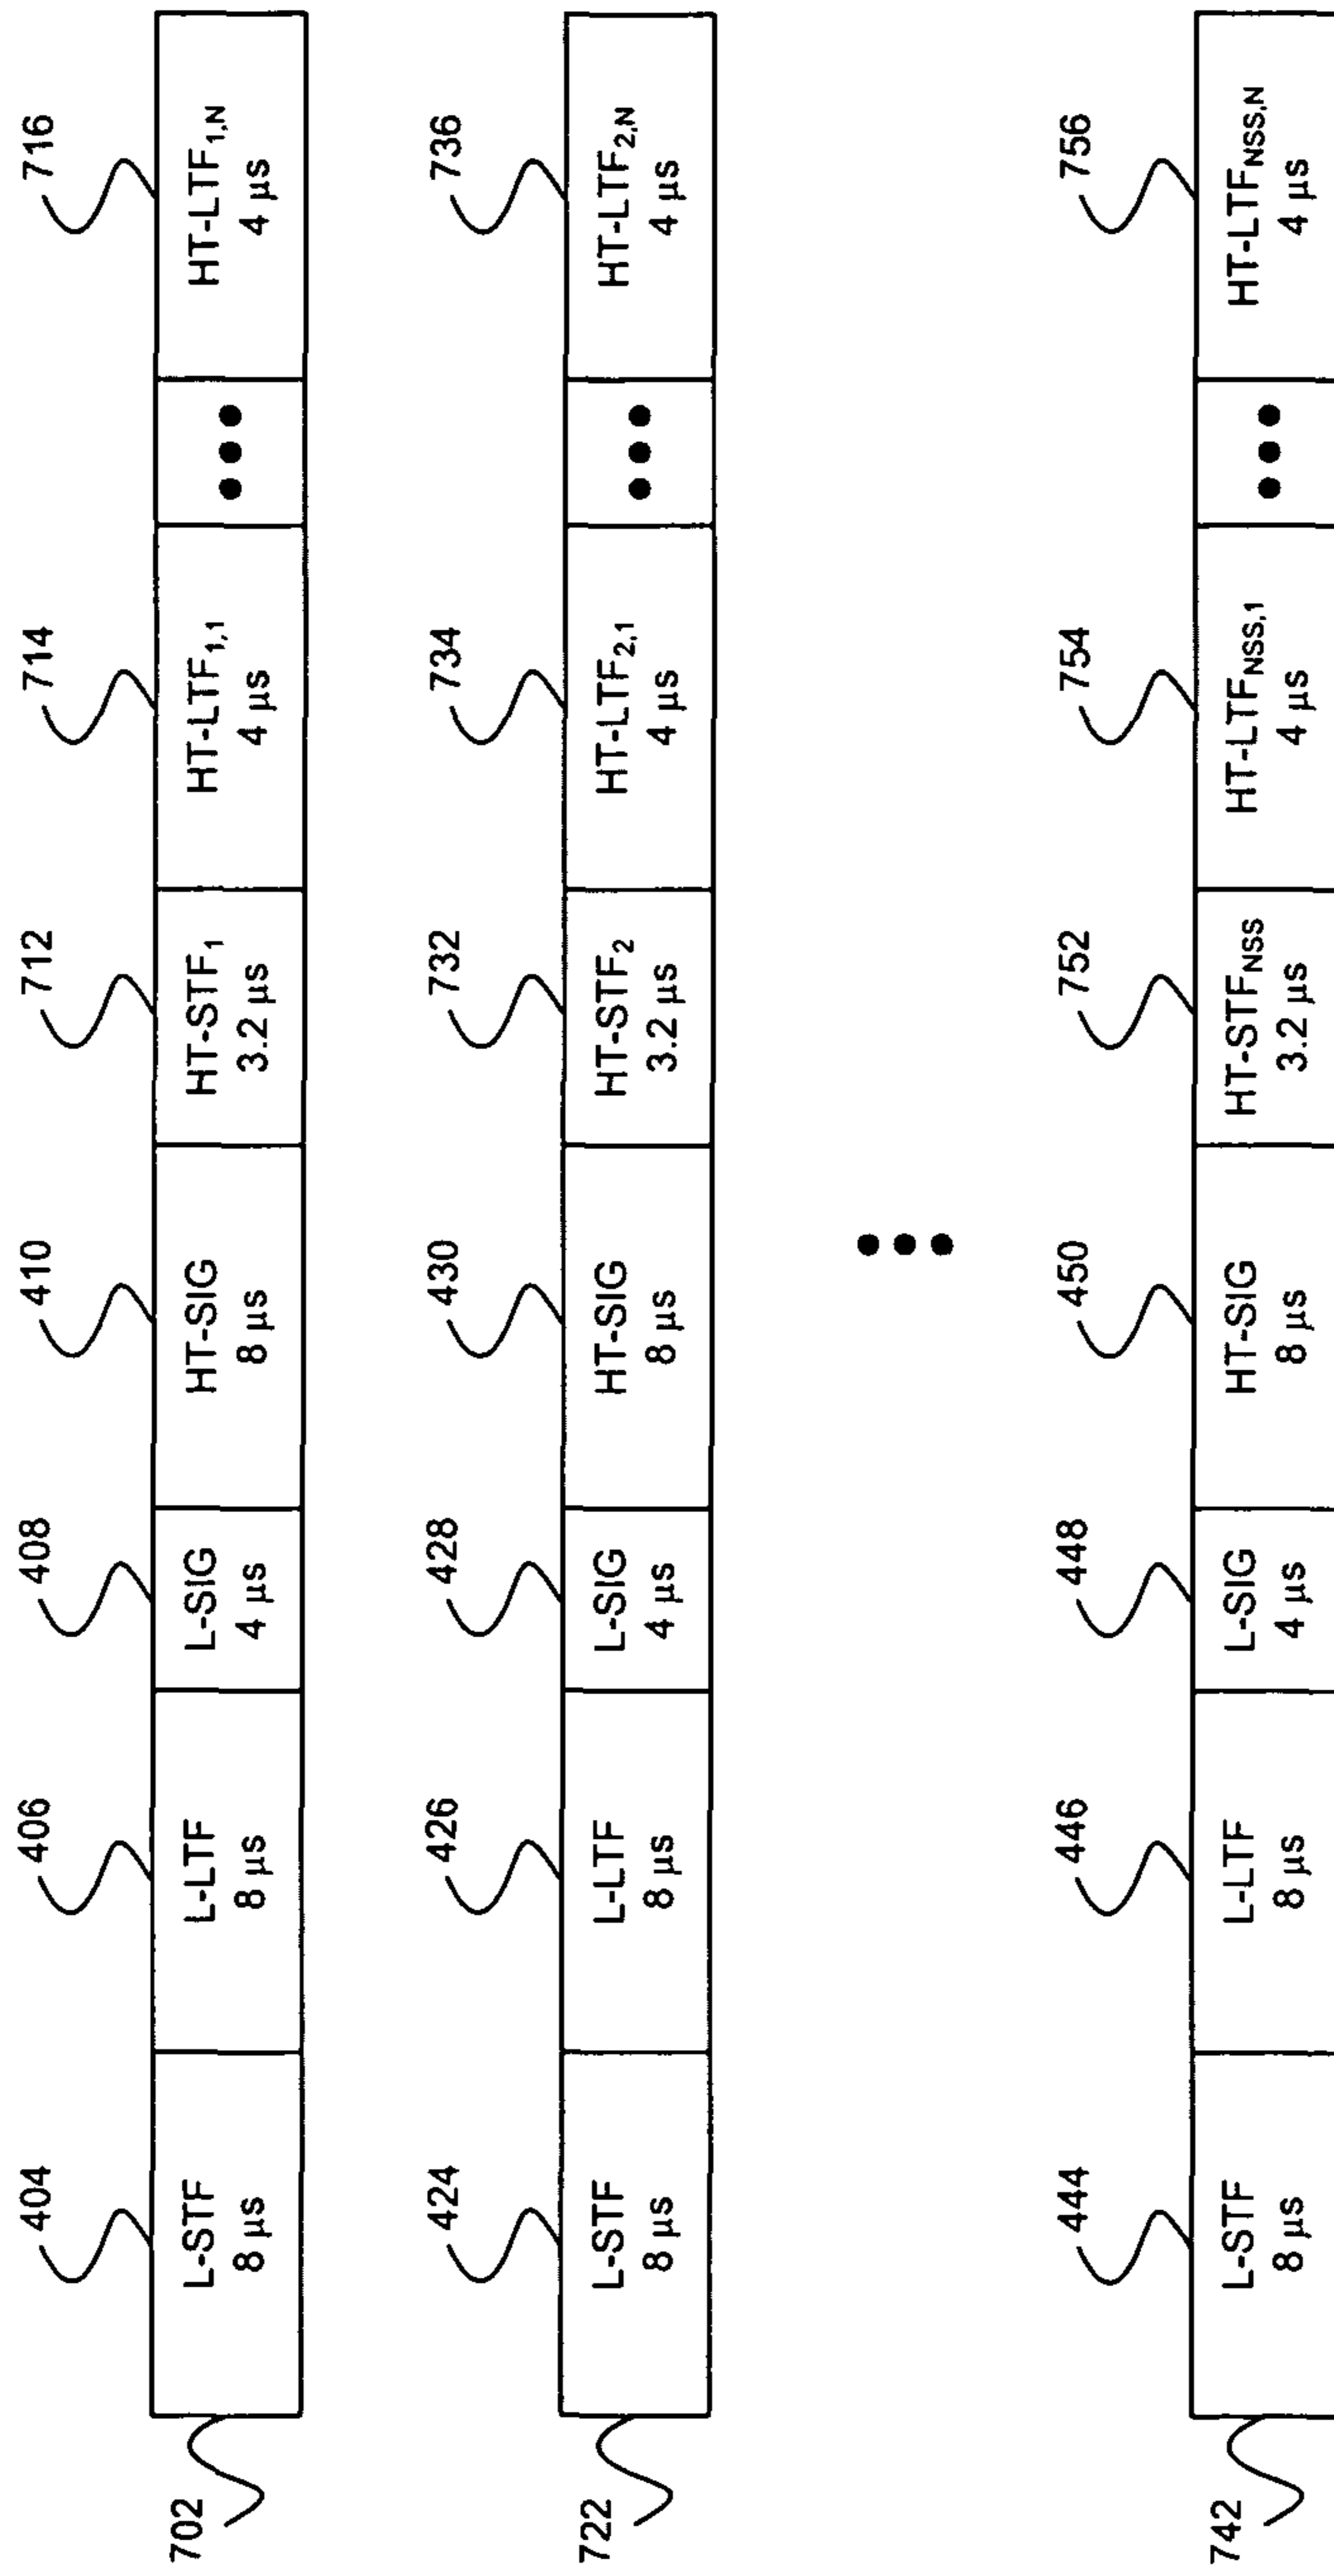 404
406
408
410
712
714
716
702
L-STF
8 µs
L-LTF
8 µs
L-SIG
4 µs
HT-SIG
8 µs
HT-STF₁
3.2 µs
HT-LTF₁,₁
4 µs
HT-LTF₁,N
4 µs
424
426
428
430
732
734
736
722
L-STF
8 µs
L-LTF
8 µs
L-SIG
4 µs
HT-SIG
8 µs
HT-STF₂
3.2 µs
HT-LTF₂,₁
4 µs
HT-LTF₂,N
4 µs
444
446
448
450
752
754
756
742
L-STF
8 µs
L-LTF
8 µs
L-SIG
4 µs
HT-SIG
8 µs
HT-STFNSS
3.2 µs
HT-LTFNSS,1
4 µs
HT-LTFNSS,N
4 µs